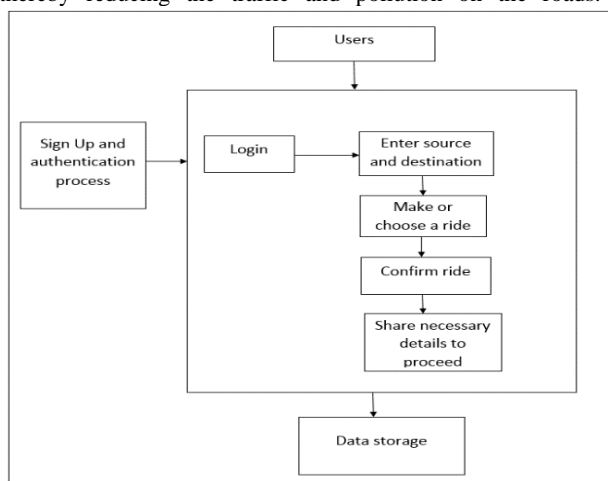 thereby reducing the traffic and pollution on the roads.
Users
Sign Up and
authentication
process
Login
Enter source
and destination
Make or
choose a ride
Confirm ride
Share necessary
details to
proceed
Data storage